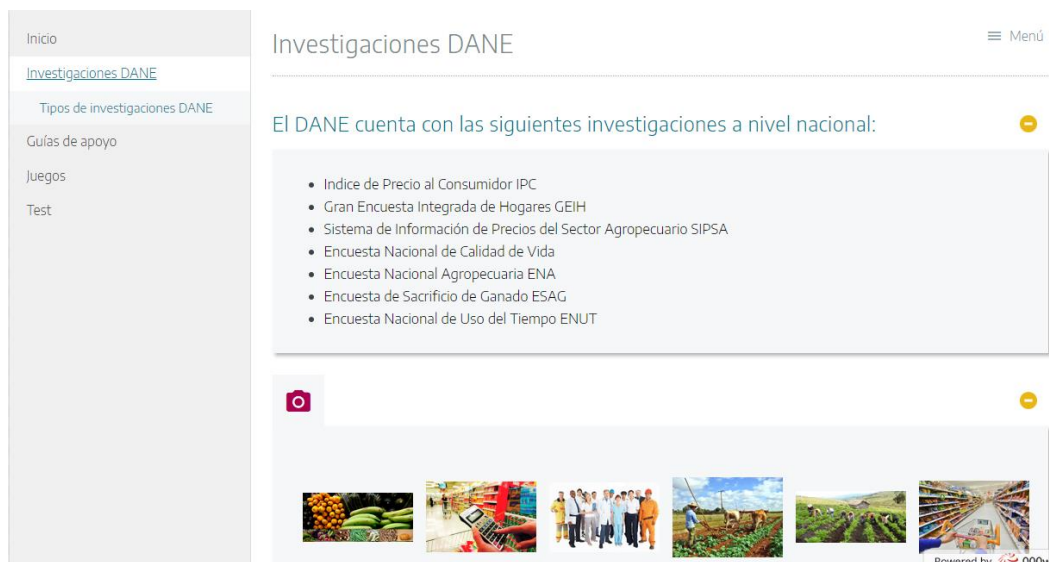 Inicio
Investigaciones DANE
Tipos de investigaciones DANE
Guías de apoyo
Juegos
Test
Investigaciones DANE
Menú
El DANE cuenta con las siguientes investigaciones a nivel nacional:
Indice de Precio al Consumidor IPC
Gran Encuesta Integrada de Hogares GEIH
Sistema de Información de Precios del Sector Agropecuario SIPSA
Encuesta Nacional de Calidad de Vida
Encuesta Nacional Agropecuaria ENA
Encuesta de Sacrificio de Ganado ESAG
Encuesta Nacional de Uso del Tiempo ENUT
Powered by 000w